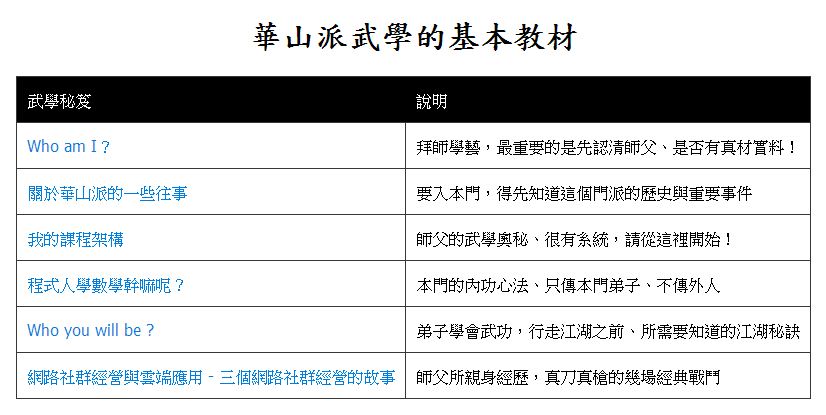 華山派武學的基本教材
武學秘笈
說明
Who am I？
拜師學藝，最重要的是先認清師父、是否有真材實料！
關於華山派的一些往事
要入本門，得先知道這個門派的歷史與重要事件
我的課程架構
師父的武學奧秘、很有系統，請從這裡開始！
程式人學數學幹嘛呢？
本門的內功心法、只傳本門弟子、不傳外人
Who you will be？
弟子學會武功，行走江湖之前、所需要知道的江湖秘訣
網路社群經營與雲端應用 - 三個網路社群經營的故事
師父所親身經歷，真刀真槍的幾場經典戰鬥